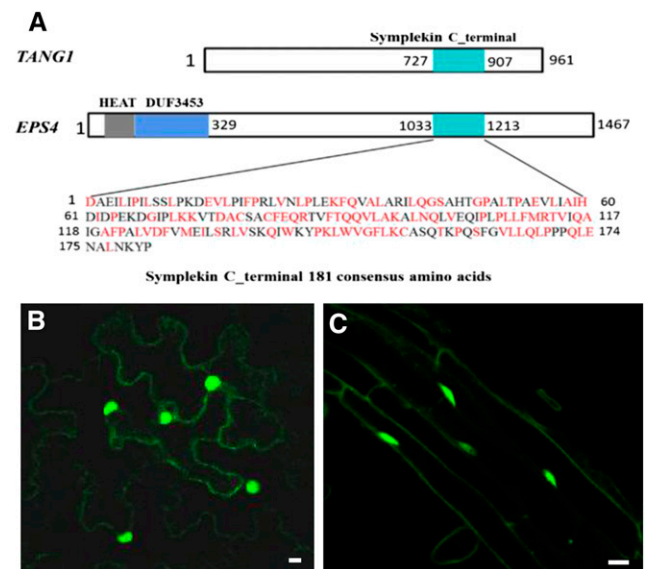 A
Symplekin C_terminal
TANG1 1 727 907 961
HEAT DUF3453
EPS4 1 329 1033 1213 1467
1 DAEILIPILSSLPKDEVLPIFPRLVNLPLEKFQVALARILQGSAHTGPALTPAEVLIAIH 60
61 DIDPEKDGIPLKKVTDACSACFEQRTVFTQQVLAKALNQLVEQIPLPLLFMRTVIQA 117
118 IGAFPALVDFVMEILSRLVSKQIWKYPKLWVGFLKCASQTKPQSFGVLLQLPPPQLE 174
175 NALNKYP
Symplekin C_terminal 181 consensus amino acids
B C